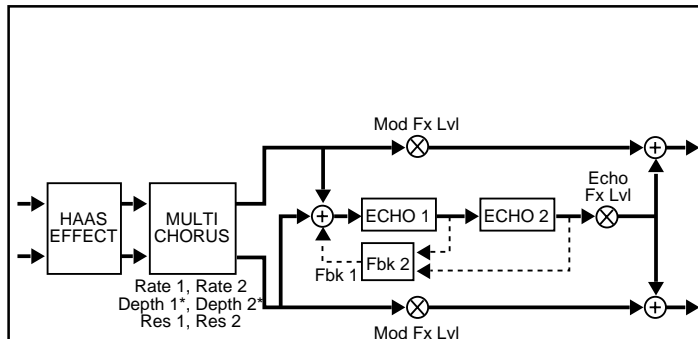 Mod Fx Lvl
Echo
Fx Lvl
HAAS
EFFECT
MULTI
CHORUS
ECHO 1
ECHO 2
Fbk 1
Fbk 2
Rate 1, Rate 2
Depth 1*, Depth 2*
Res 1, Res 2
Mod Fx Lvl